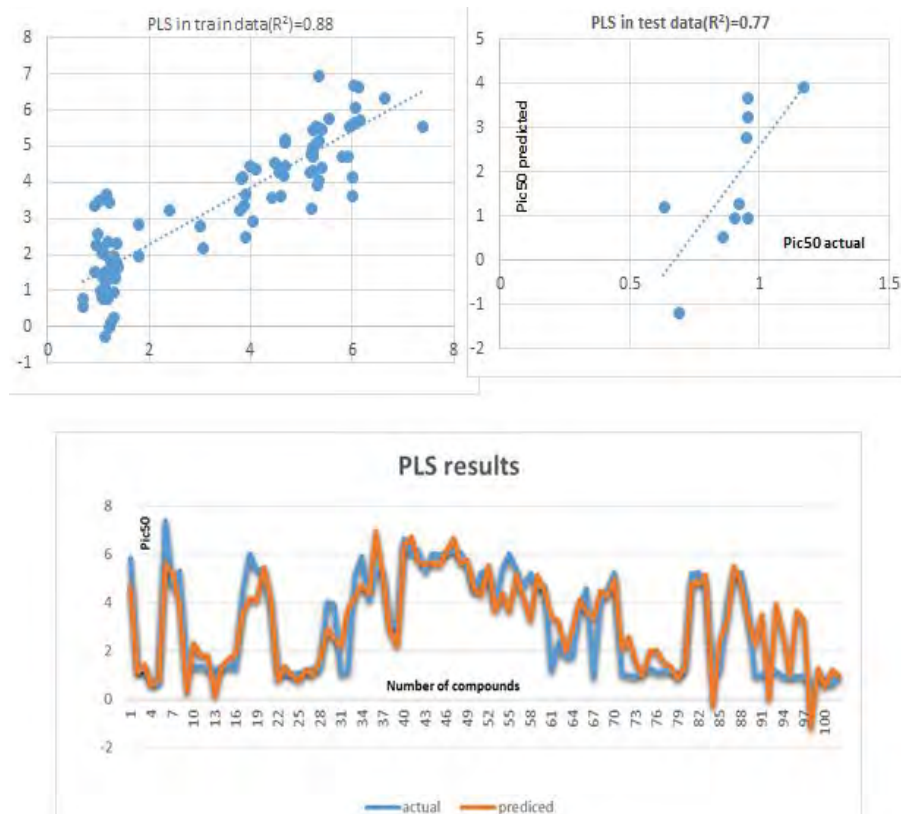 PLS in train data(R²)=0.88
8
7
6
5
4
3
2
1
0
-1
0 2 4 6 8
PLS in test data(R²)=0.77
5
4
3
2
1
0
-1
-2
0 0.5 1 1.5
Pic50 predicted
Pic50 actual
PLS results
8
6
4
2
0
-2
Pic50
Number of compounds
1 4 7 10 13 16 19 22 25 28 31 34 37 40 43 46 49 52 55 58 61 64 67 70 73 76 79 82 85 88 91 94 97 100
actual prediced